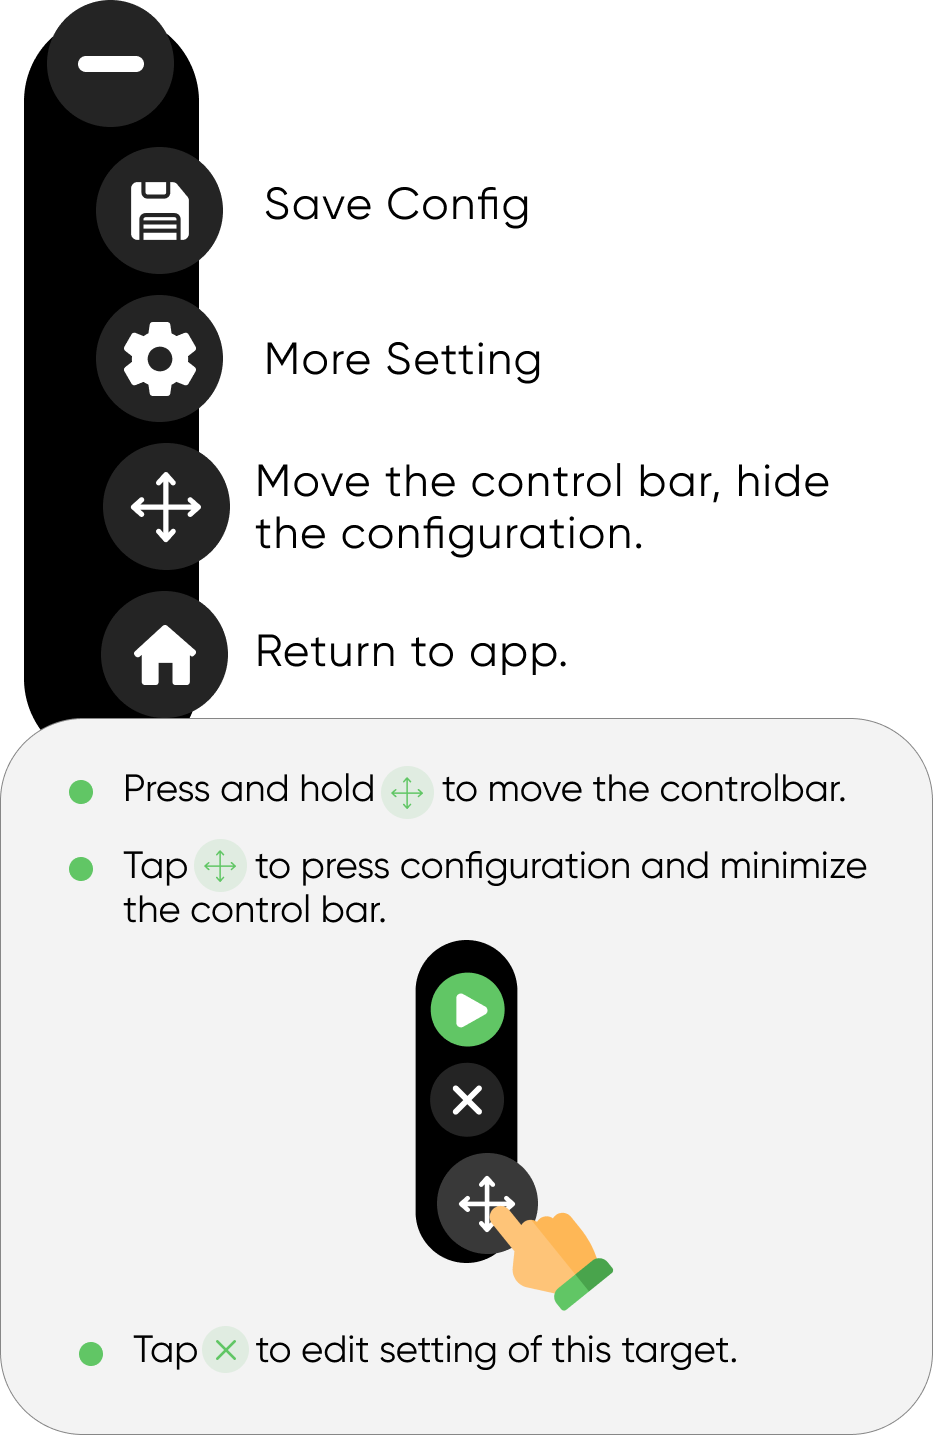 Save Config
More Setting
Move the control bar, hide
the configuration.
Return to app.
Press and hold to move the controlbar.
Tap to press configuration and minimize
the control bar.
Tap to edit setting of this target.